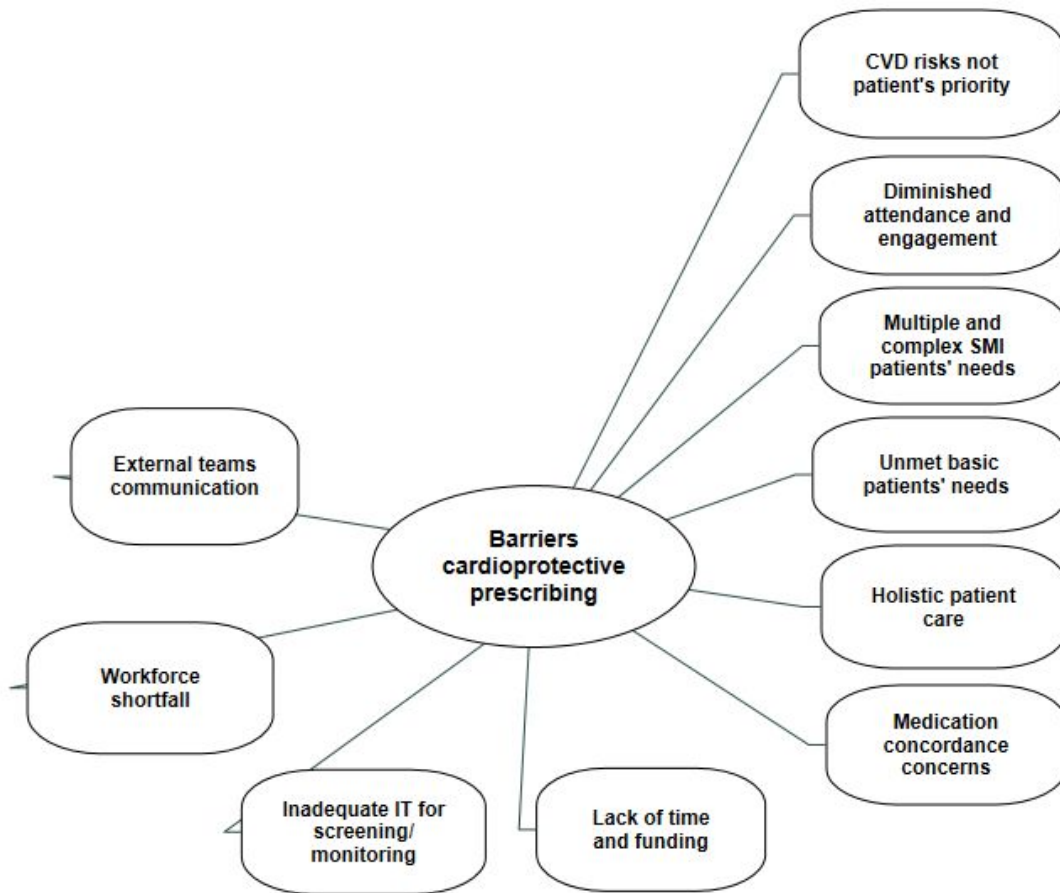 CVD risks not
patient's priority
Diminished
attendance and
engagement
Multiple and
complex SMI
patients' needs
Unmet basic
patients' needs
Holistic patient
care
Medication
concordance
concerns
Lack of time
and funding
Inadequate IT for
screening/
monitoring
Workforce
shortfall
External teams
communication
Barriers
cardioprotective
prescribing